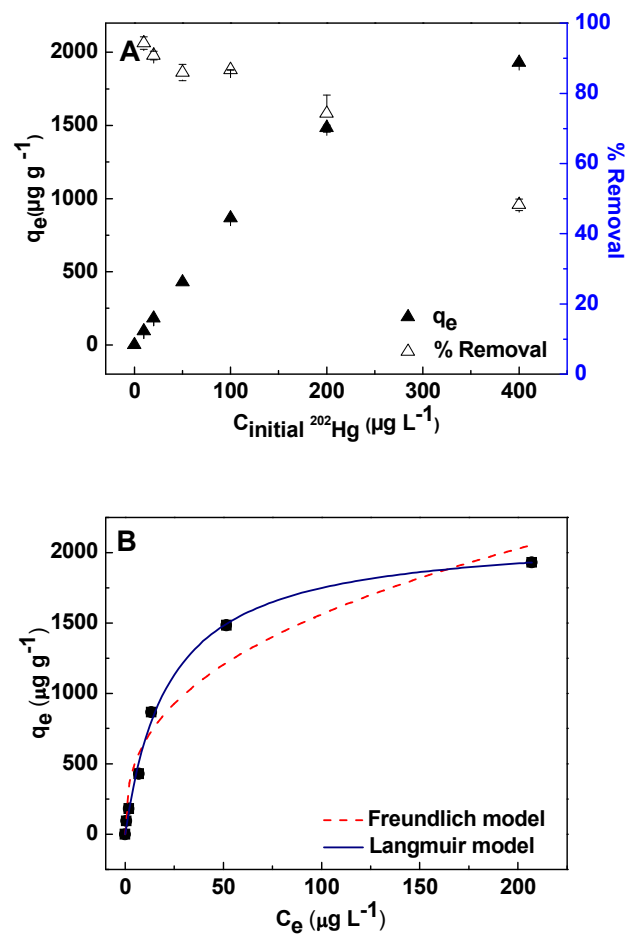 A
2000
1500
1000
500
0
qe(µg g -1)
100
80
60
40
20
0
% Removal
qe
% Removal
0 100 200 300 400
Cinitial 202Hg (µg L-1)
B
2000
1500
1000
500
0
qe (µg g-1)
Freundlich model
Langmuir model
0 50 100 150 200
Ce (µg L-1)